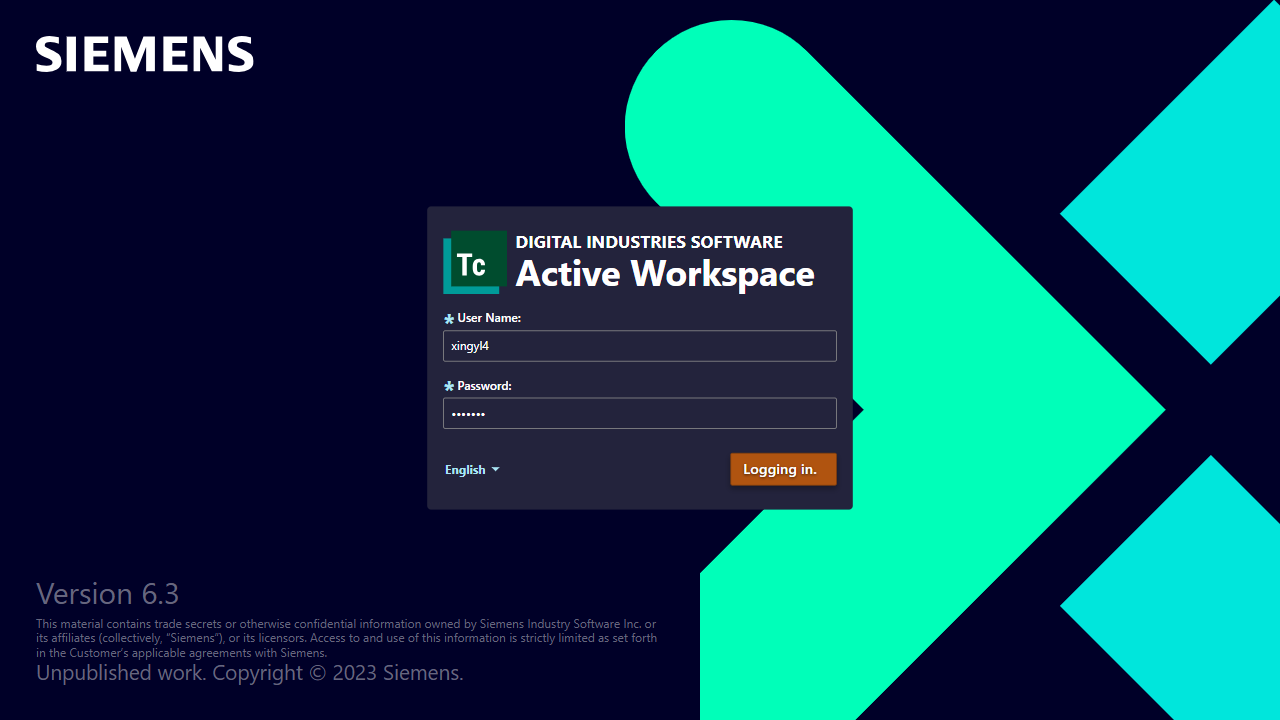 SIEMENS
Tc
DIGITAL INDUSTRIES SOFTWARE
Active Workspace
* User Name:
xingyl4
* Password:
•••••••
English
Logging in.
Version 6.3
This material contains trade secrets or otherwise confidential information owned by Siemens Industry Software Inc. or
its affiliates (collectively, "Siemens"), or its licensors. Access to and use of this information is strictly limited as set forth
in the Customer's applicable agreements with Siemens.
Unpublished work. Copyright © 2023 Siemens.